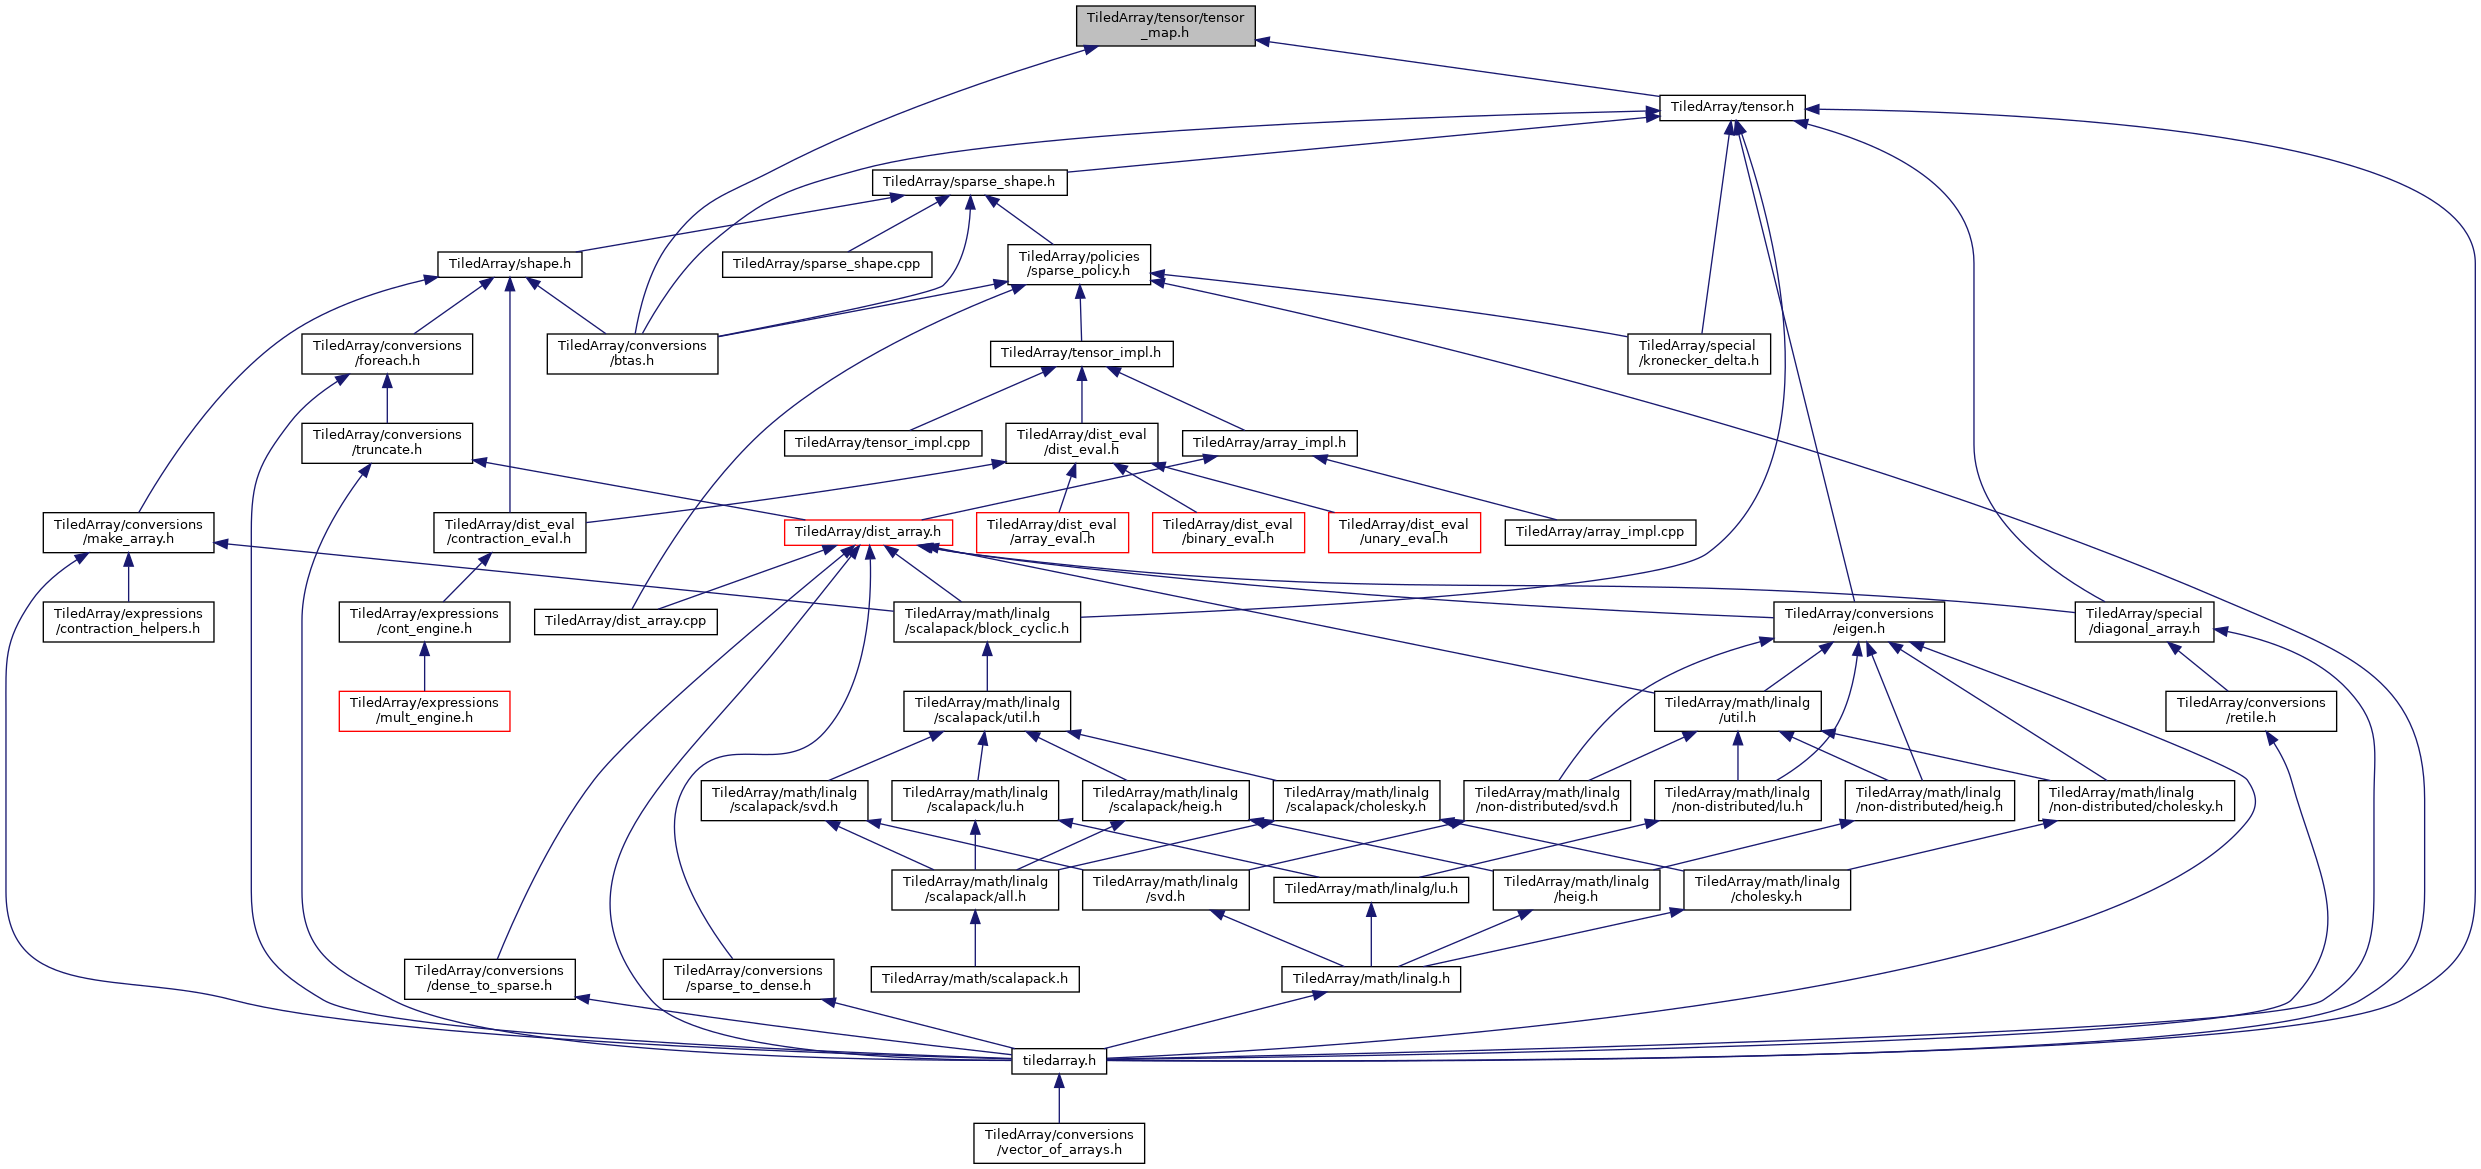 TiledArray/tensor/tensor
_map.h
TiledArray/tensor.h
TiledArray/sparse_shape.h
TiledArray/shape.h
TiledArray/sparse_shape.cpp
TiledArray/policies
/sparse_policy.h
TiledArray/conversions
/foreach.h
TiledArray/conversions
/btas.h
TiledArray/tensor_impl.h
TiledArray/special
/kronecker_delta.h
TiledArray/conversions
/truncate.h
TiledArray/tensor_impl.cpp
TiledArray/dist_eval
/dist_eval.h
TiledArray/array_impl.h
TiledArray/conversions
/make_array.h
TiledArray/dist_eval
/contraction_eval.h
TiledArray/dist_array.h
TiledArray/dist_eval
/array_eval.h
TiledArray/dist_eval
/binary_eval.h
TiledArray/dist_eval
/unary_eval.h
TiledArray/array_impl.cpp
TiledArray/expressions
/contraction_helpers.h
TiledArray/expressions
/cont_engine.h
TiledArray/dist_array.cpp
TiledArray/math/linalg
/scalapack/block_cyclic.h
TiledArray/conversions
/eigen.h
TiledArray/special
/diagonal_array.h
TiledArray/expressions
/mult_engine.h
TiledArray/math/linalg
/scalapack/util.h
TiledArray/math/linalg
/util.h
TiledArray/conversions
/retile.h
TiledArray/math/linalg
/scalapack/svd.h
TiledArray/math/linalg
/scalapack/lu.h
TiledArray/math/linalg
/scalapack/heig.h
TiledArray/math/linalg
/scalapack/cholesky.h
TiledArray/math/linalg
/non-distributed/svd.h
TiledArray/math/linalg
/non-distributed/lu.h
TiledArray/math/linalg
/non-distributed/heig.h
TiledArray/math/linalg
/non-distributed/cholesky.h
TiledArray/math/linalg
/scalapack/all.h
TiledArray/math/linalg
/svd.h
TiledArray/math/linalg/lu.h
TiledArray/math/linalg
/heig.h
TiledArray/math/linalg
/cholesky.h
TiledArray/conversions
/dense_to_sparse.h
TiledArray/conversions
/sparse_to_dense.h
TiledArray/math/scalapack.h
TiledArray/math/linalg.h
tiledarray.h
TiledArray/conversions
/vector_of_arrays.h